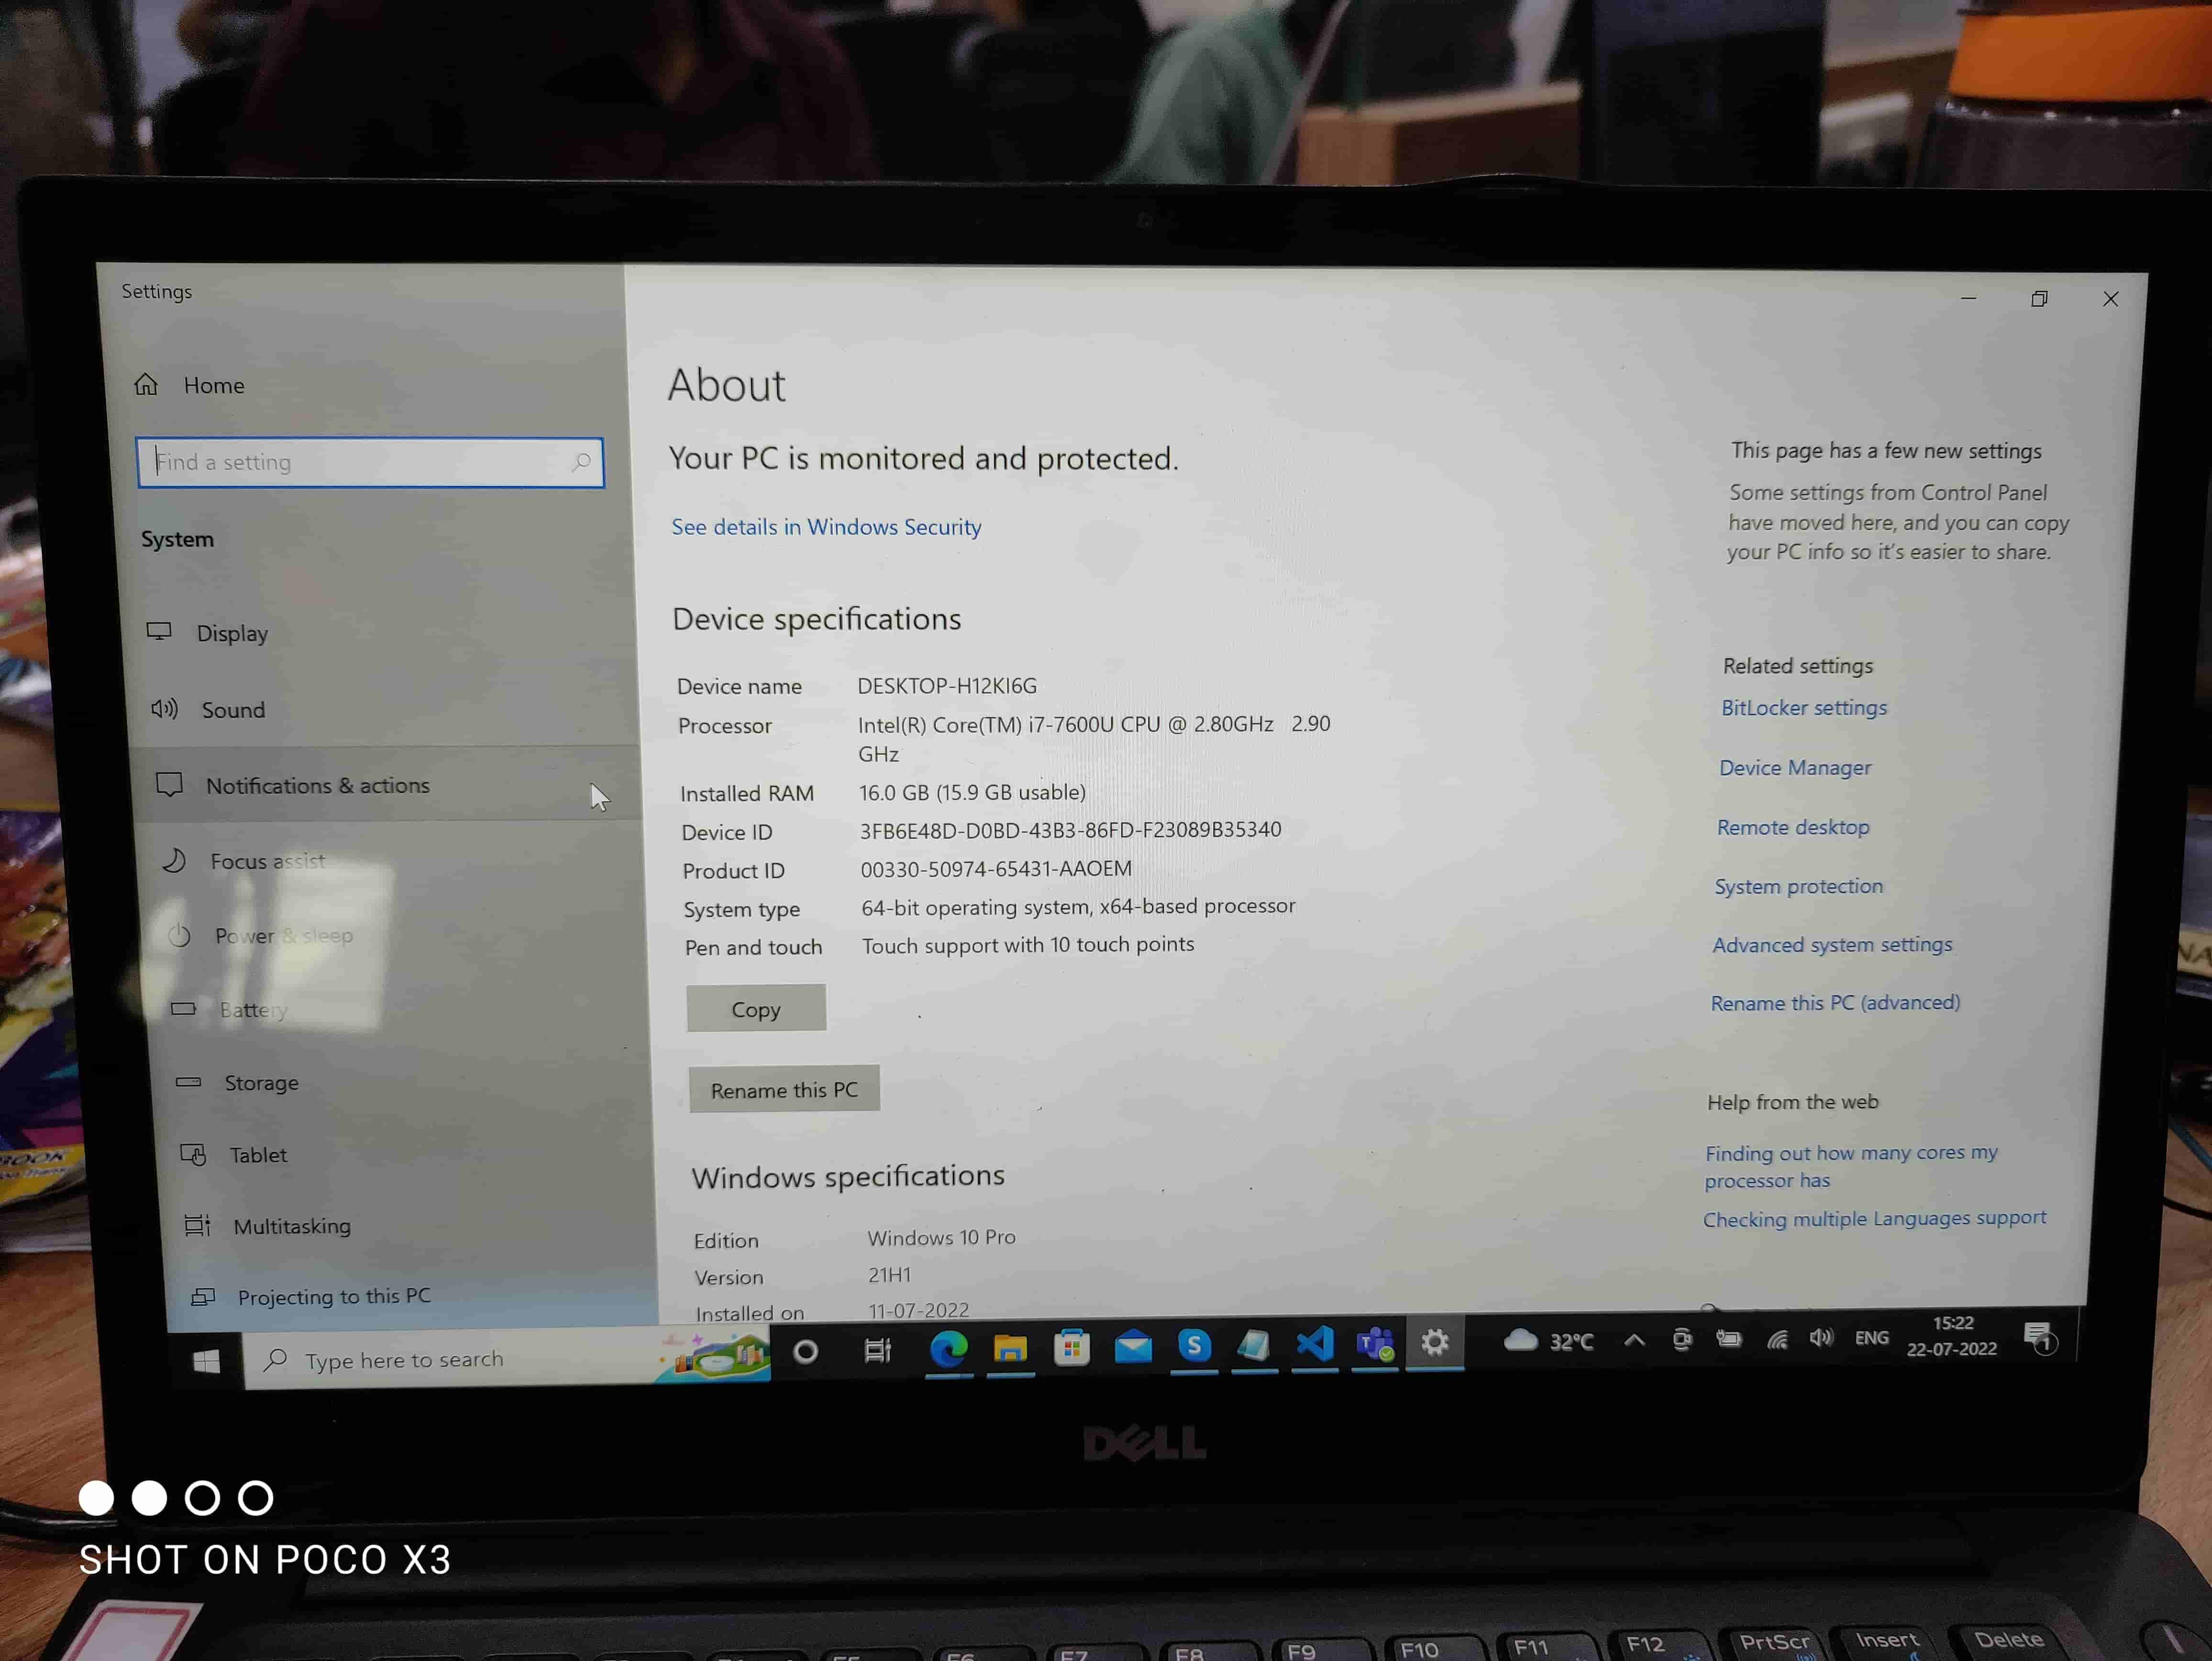 Settings
Home
Find a setting
System
Display
Sound
Notifications & actions
Focus assist
Power & sleep
Battery
Storage
Tablet
Multitasking
Projecting to this PC
About
Your PC is monitored and protected.
See details in Windows Security
Device specifications
Device name DESKTOP-H12KI6G
Processor Intel(R) Core(TM) i7-7600U CPU @ 2.80GHz 2.90
GHz
Installed RAM 16.0 GB (15.9 GB usable)
Device ID 3FB6E48D-D0BD-43B3-86FD-F23089B35340
Product ID 00330-50974-65431-AAOEM
System type 64-bit operating system, x64-based processor
Pen and touch Touch support with 10 touch points
Copy
Rename this PC
Windows specifications
Edition Windows 10 Pro
Version 21H1
Installed on 11-07-2022
This page has a few new settings
Some settings from Control Panel
have moved here, and you can copy
your PC info so it's easier to share.
Related settings
BitLocker settings
Device Manager
Remote desktop
System protection
Advanced system settings
Rename this PC (advanced)
Help from the web
Finding out how many cores my
processor has
Checking multiple Languages support
Type here to search
32°C
ENG
15:22
22-07-2022
1
DELL
SHOT ON POCO X3
F6 F7 F8 F9 F10 F11 F12 PrtScr Insert Delete